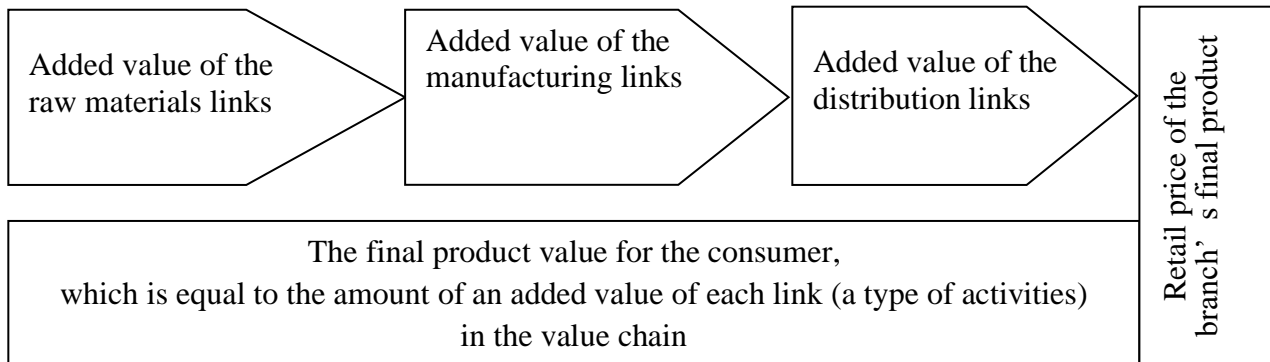 Added value of the
raw materials links
Added value of the
manufacturing links
Added value of the
distribution links
Retail price of the
branch’ s final product
The final product value for the consumer,
which is equal to the amount of an added value of each link (a type of activities)
in the value chain